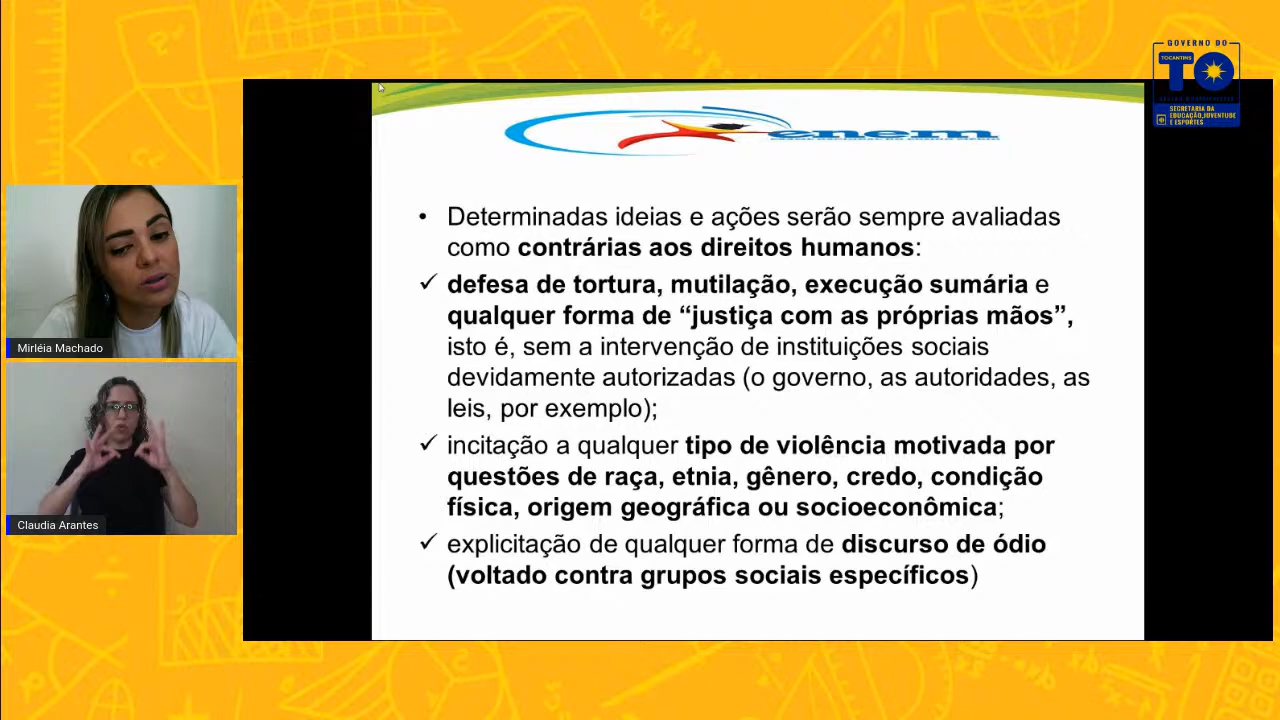 GOVERNO DO
TOCANTINS
TO
SECRETARIA DA
EDUCAÇÃO, JUVENTUDE
E ESPORTES
enem
• Determinadas ideias e ações serão sempre avaliadas
como contrárias aos direitos humanos:
✓ defesa de tortura, mutilação, execução sumária e
qualquer forma de “justiça com as próprias mãos”,
isto é, sem a intervenção de instituições sociais
devidamente autorizadas (o governo, as autoridades, as
leis, por exemplo);
✓ incitação a qualquer tipo de violência motivada por
questões de raça, etnia, gênero, credo, condição
física, origem geográfica ou socioeconômica;
✓ explicitação de qualquer forma de discurso de ódio
(voltado contra grupos sociais específicos)
Mirléia Machado
Claudia Arantes